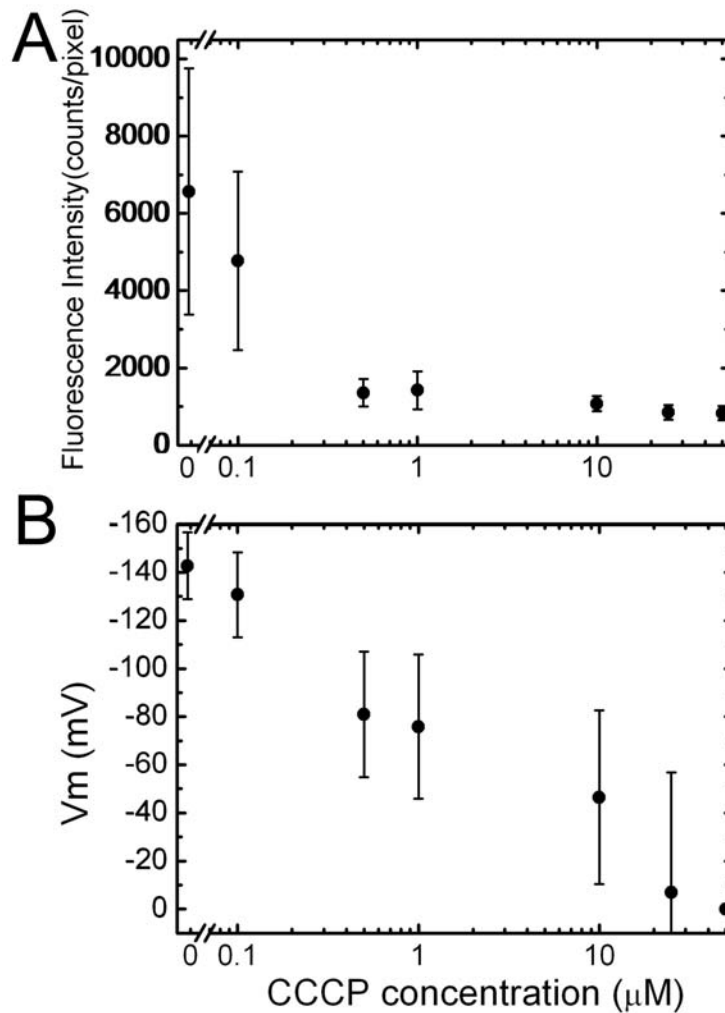 A
Fluorescence Intensity(counts/pixel)
10000
8000
6000
4000
2000
0
0 0.1 1 10
B
Vm (mV)
-160
-140
-120
-100
-80
-60
-40
-20
0
0 0.1 1 10
CCCP concentration (μM)